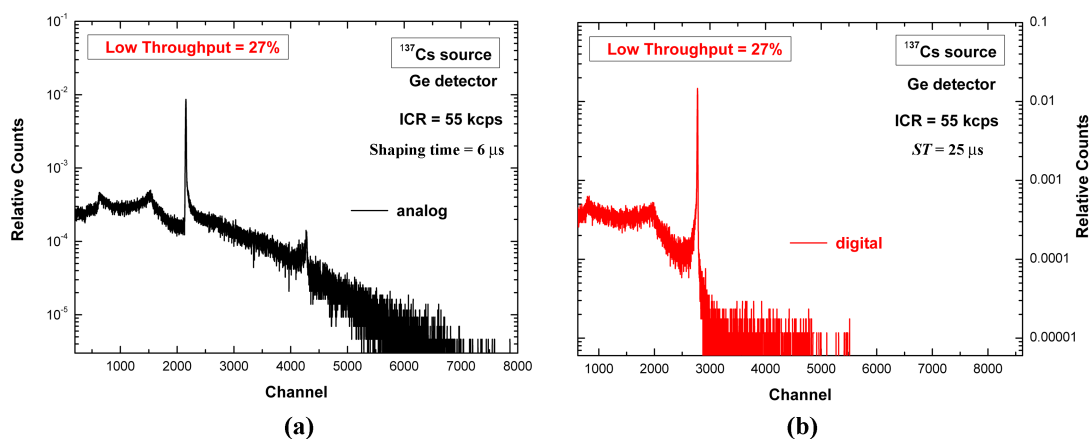 Low Throughput = 27%
¹³⁷Cs source
Ge detector
ICR = 55 kcps
Shaping time = 6 μs
analog
Relative Counts
10⁻¹
10⁻²
10⁻³
10⁻⁴
10⁻⁵
1000 2000 3000 4000 5000 6000 7000 8000
Channel
(a)
Low Throughput = 27%
¹³⁷Cs source
Ge detector
ICR = 55 kcps
ST = 25 μs
digital
0.1
0.01
0.001
0.0001
0.00001
Relative Counts
1000 2000 3000 4000 5000 6000 7000 8000
Channel
(b)